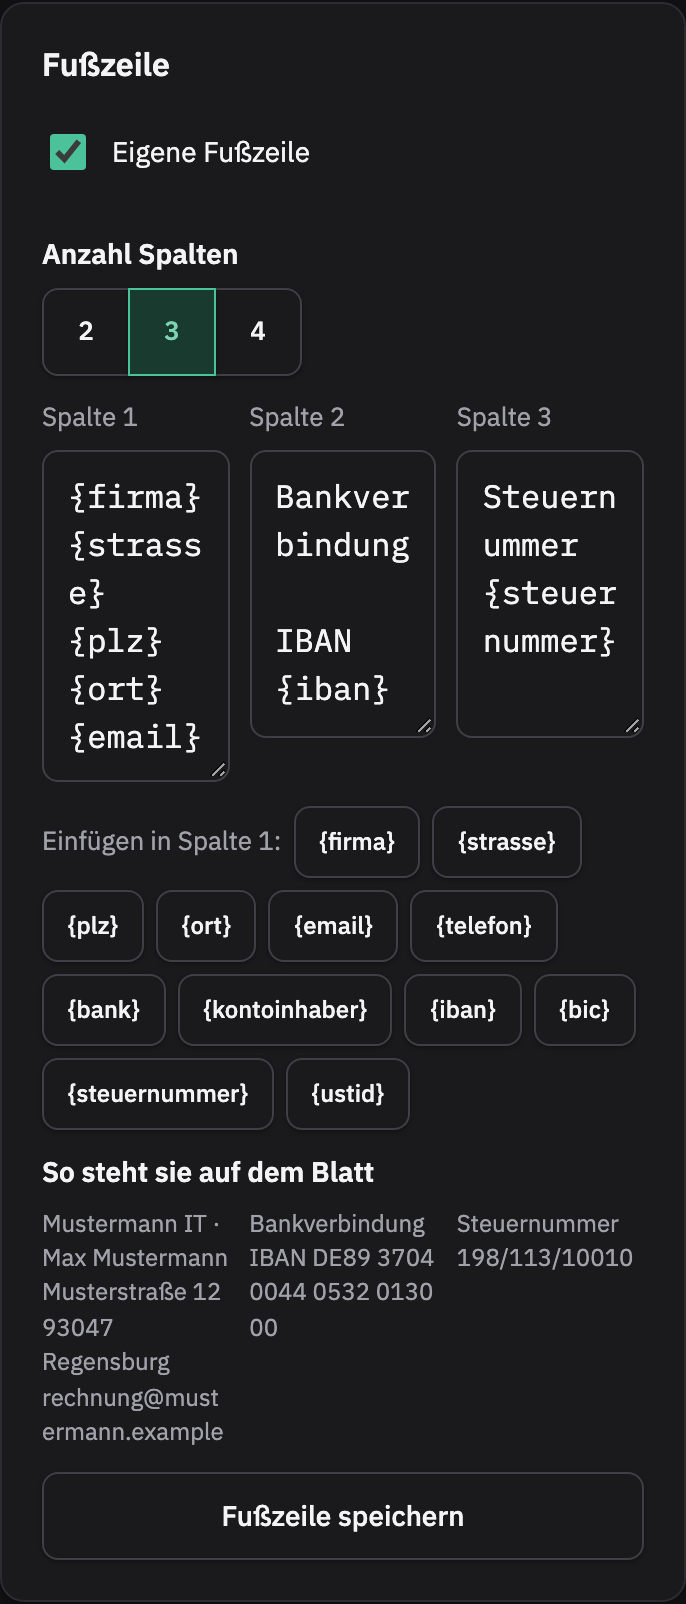 Fußzeile
Eigene Fußzeile
Anzahl Spalten
2 3 4
Spalte 1
{firma}
{strass
e}
{plz}
{ort}
{email}
Spalte 2
Bankver
bindung
IBAN
{iban}
Spalte 3
Steuern
ummer
{steuer
nummer}
Einfügen in Spalte 1: {firma} {strasse}
{plz} {ort} {email} {telefon}
{bank} {kontoinhaber} {iban} {bic}
{steuernummer} {ustid}
So steht sie auf dem Blatt
Mustermann IT ·
Max Mustermann
Musterstraße 12
93047
Regensburg
rechnung@must
ermann.example
Bankverbindung
IBAN DE89 3704
0044 0532 0130
00
Steuernummer
198/113/10010
Fußzeile speichern